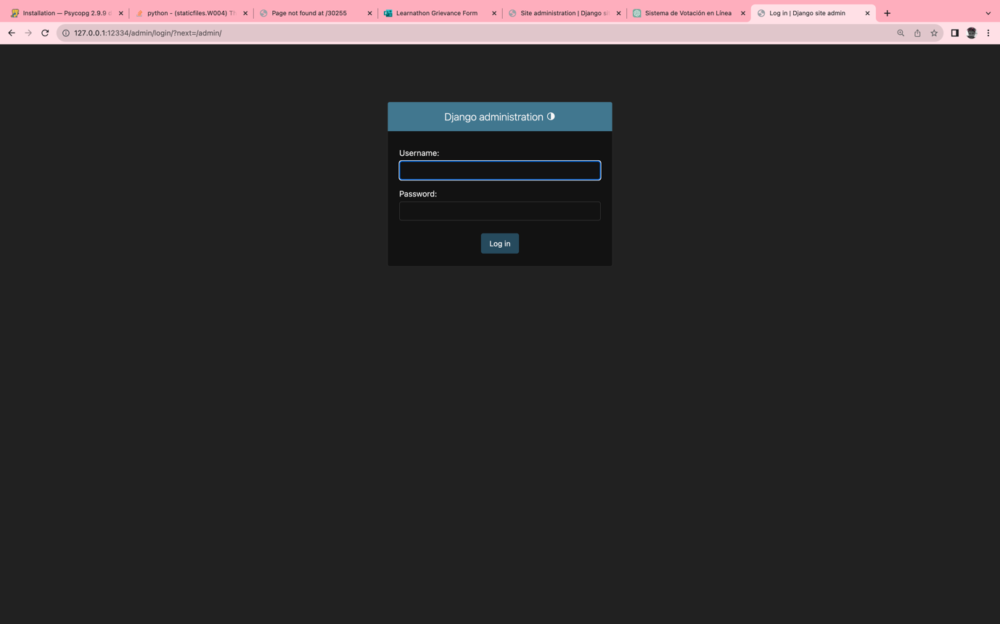 Installation — Psycopg 2.9.9 d
python - (staticfiles.W004) Th
Page not found at /30255
Learnathon Grievance Form
Site administration | Django si
Sistema de Votación en Línea
Log in | Django site admin
127.0.0.1:12334/admin/login/?next=/admin/
Django administration
Username:
Password:
Log in